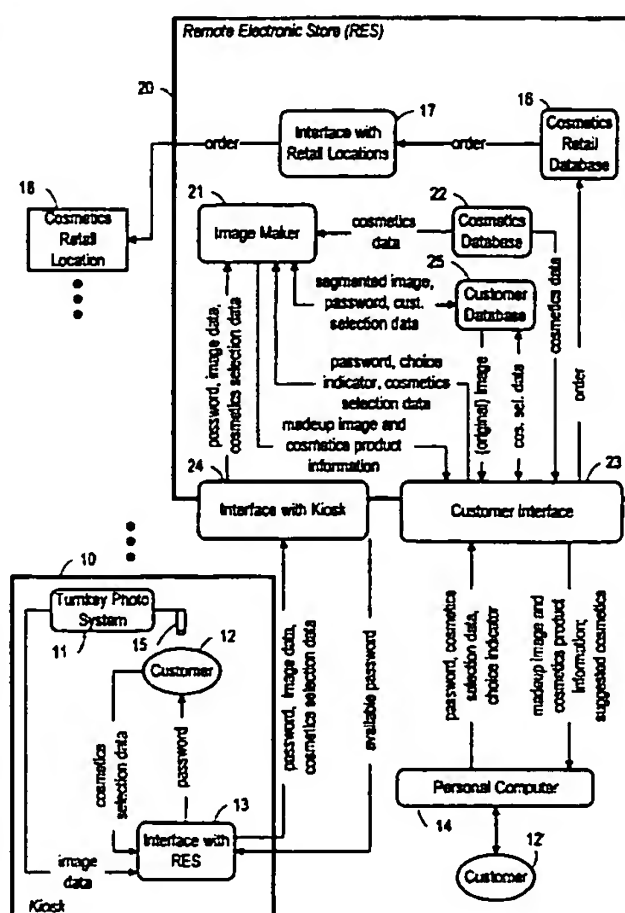 Remote Electronic Store (RES)
20
17
16
Interface with
Retail Locations
Cosmetics
Retail
Database
order
order
18
Cosmetics
Retail
Location
21
Image Maker
cosmetics
data
22
Cosmetics
Database
25
Customer
Database
segmented image,
password, cust.
selection data
cosmetics data
password, image data,
cosmetics selection data
password, choice
indicator, cosmetics
selection data
(original) image
cos. sel. data
order
madeup image and
cosmetics product
information
24
23
Interface with Kiosk
Customer Interface
10
Turnkey Photo
System
11
15
12
Customer
cosmetics
selection data
password
password, image data,
cosmetics selection data
available password
password, cosmetics
selection data,
choice indicator
madeup image and
cosmetics product
information;
suggested cosmetics
13
Interface with
RES
image
data
Kiosk
Personal Computer
14
12'
Customer